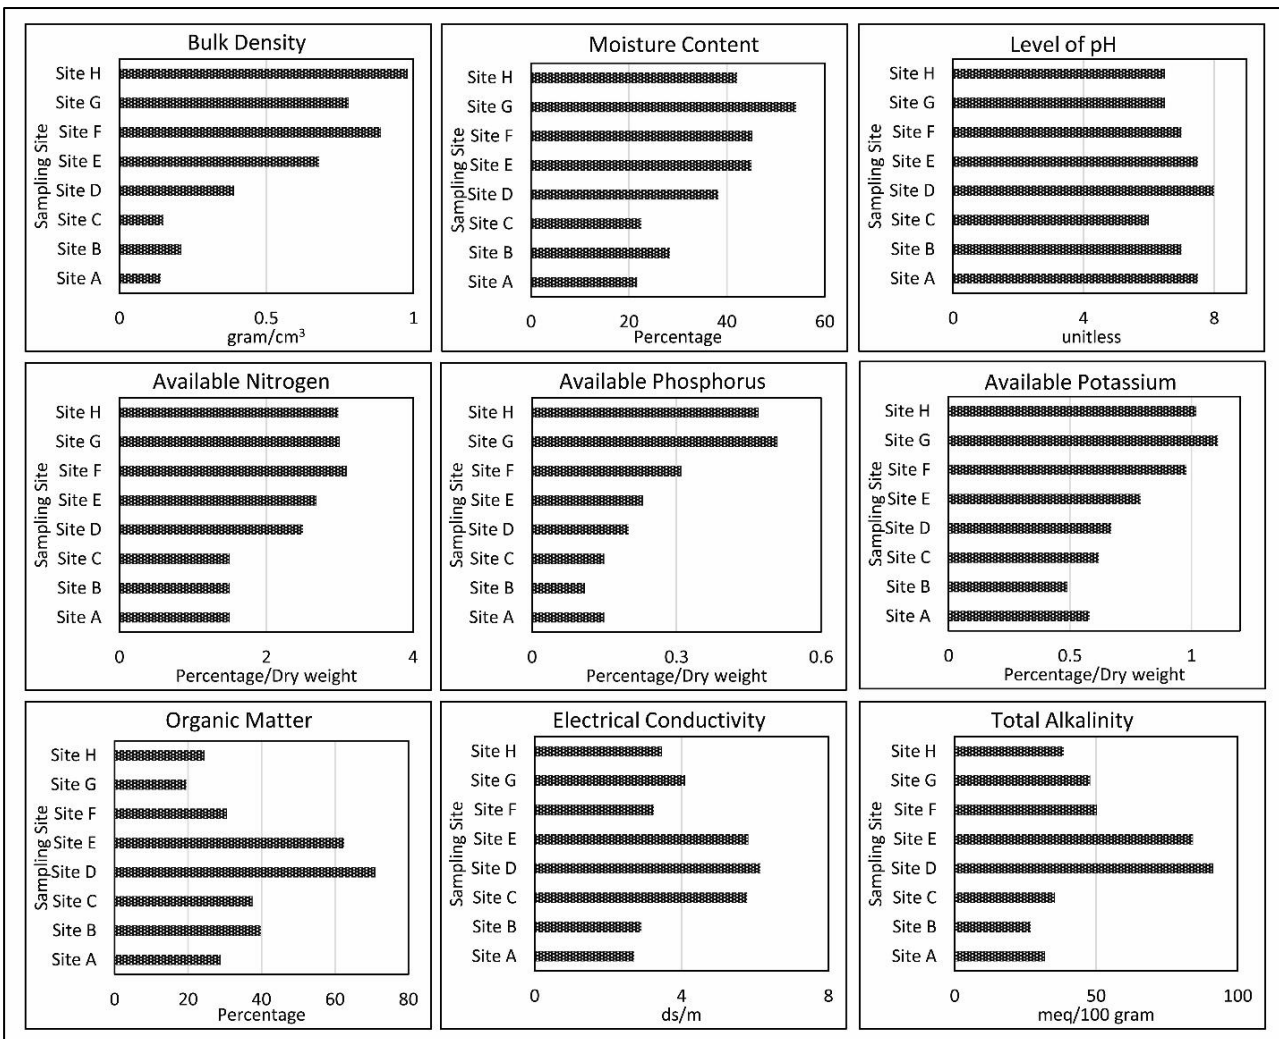 Bulk Density
Sampling Site
Site H
Site G
Site F
Site E
Site D
Site C
Site B
Site A
0 0.5 1
gram/cm³
Moisture Content
Sampling Site
Site H
Site G
Site F
Site E
Site D
Site C
Site B
Site A
0 20 40 60
Percentage
Level of pH
Sampling Site
Site H
Site G
Site F
Site E
Site D
Site C
Site B
Site A
0 4 8
unitless
Available Nitrogen
Sampling Site
Site H
Site G
Site F
Site E
Site D
Site C
Site B
Site A
0 2 4
Percentage/Dry weight
Available Phosphorus
Sampling Site
Site H
Site G
Site F
Site E
Site D
Site C
Site B
Site A
0 0.3 0.6
Percentage/Dry weight
Available Potassium
Sampling Site
Site H
Site G
Site F
Site E
Site D
Site C
Site B
Site A
0 0.5 1
Percentage/Dry weight
Organic Matter
Sampling Site
Site H
Site G
Site F
Site E
Site D
Site C
Site B
Site A
0 20 40 60 80
Percentage
Electrical Conductivity
Sampling Site
Site H
Site G
Site F
Site E
Site D
Site C
Site B
Site A
0 4 8
ds/m
Total Alkalinity
Sampling Site
Site H
Site G
Site F
Site E
Site D
Site C
Site B
Site A
0 50 100
meq/100 gram